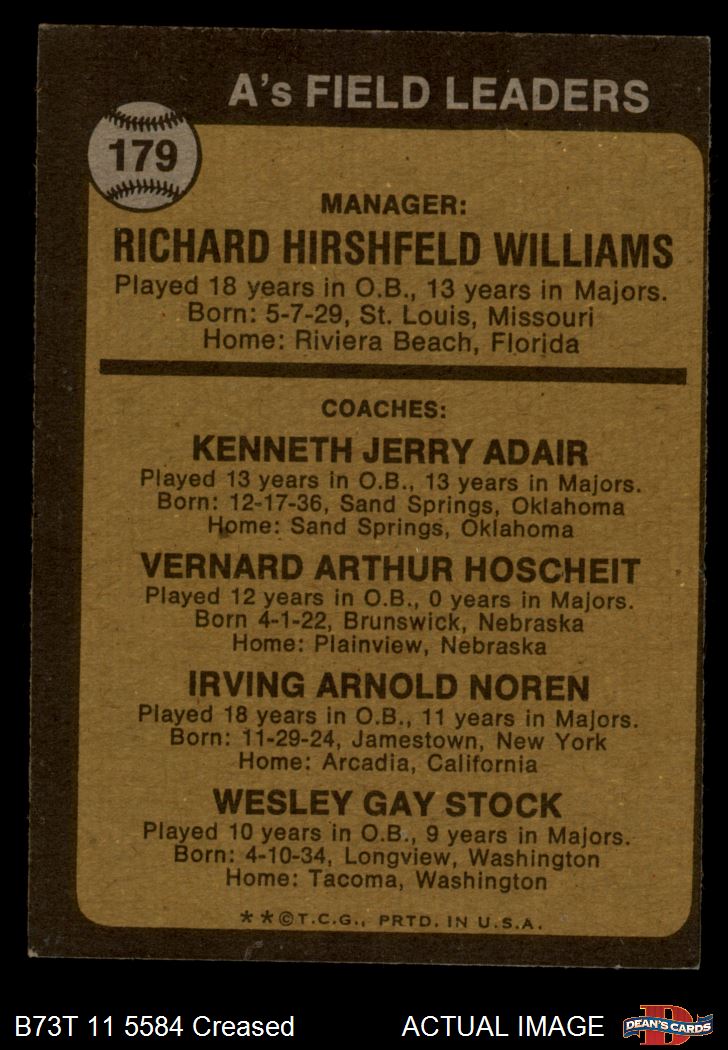 A's FIELD LEADERS
179
MANAGER:
RICHARD HIRSHFELD WILLIAMS
Played 18 years in O.B., 13 years in Majors.
Born: 5-7-29, St. Louis, Missouri
Home: Riviera Beach, Florida
COACHES:
KENNETH JERRY ADAIR
Played 13 years in O.B., 13 years in Majors.
Born: 12-17-36, Sand Springs, Oklahoma
Home: Sand Springs, Oklahoma
VERNARD ARTHUR HOSCHEIT
Played 12 years in O.B., 0 years in Majors.
Born 4-1-22, Brunswick, Nebraska
Home: Plainview, Nebraska
IRVING ARNOLD NOREN
Played 18 years in O.B., 11 years in Majors.
Born: 11-29-24, Jamestown, New York
Home: Arcadia, California
WESLEY GAY STOCK
Played 10 years in O.B., 9 years in Majors.
Born: 4-10-34, Longview, Washington
Home: Tacoma, Washington
**©T.C.G., PRTD. IN U.S.A.
B73T 11 5584 Creased
ACTUAL IMAGE
D
DEAN'S CARDS